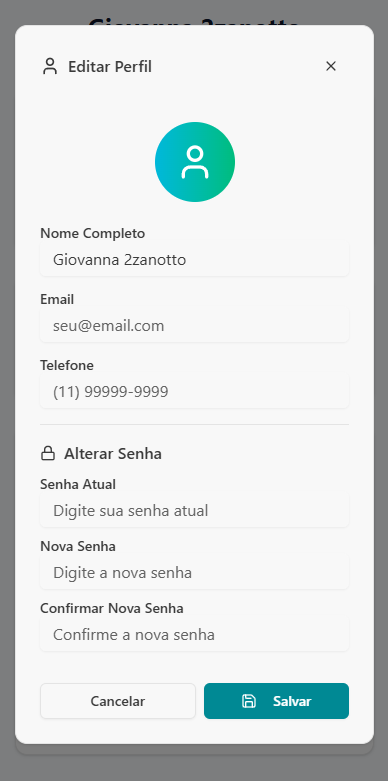 Giovanna 2zanotto
Editar Perfil
Nome Completo
Giovanna 2zanotto
Email
seu@email.com
Telefone
(11) 99999-9999
Alterar Senha
Senha Atual
Digite sua senha atual
Nova Senha
Digite a nova senha
Confirmar Nova Senha
Confirme a nova senha
Cancelar
Salvar